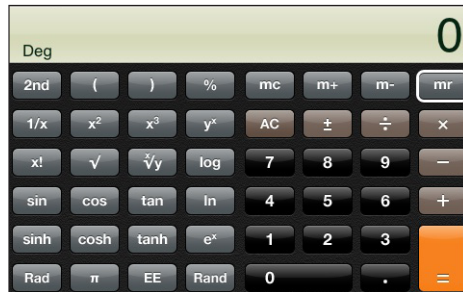 0
Deg
2nd ( ) % mc m+ m- mr
1/x x² x³ yˣ AC ± ÷ ×
x! √ ˣ√y log 7 8 9 −
sin cos tan ln 4 5 6 +
sinh cosh tanh eˣ 1 2 3
Rad π EE Rand 0 . =